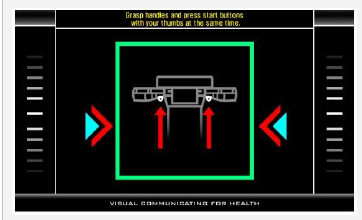 Grasp handles and press start buttons
with your thumbs at the same time.
VISUAL COMMUNICATING FOR HEALTH